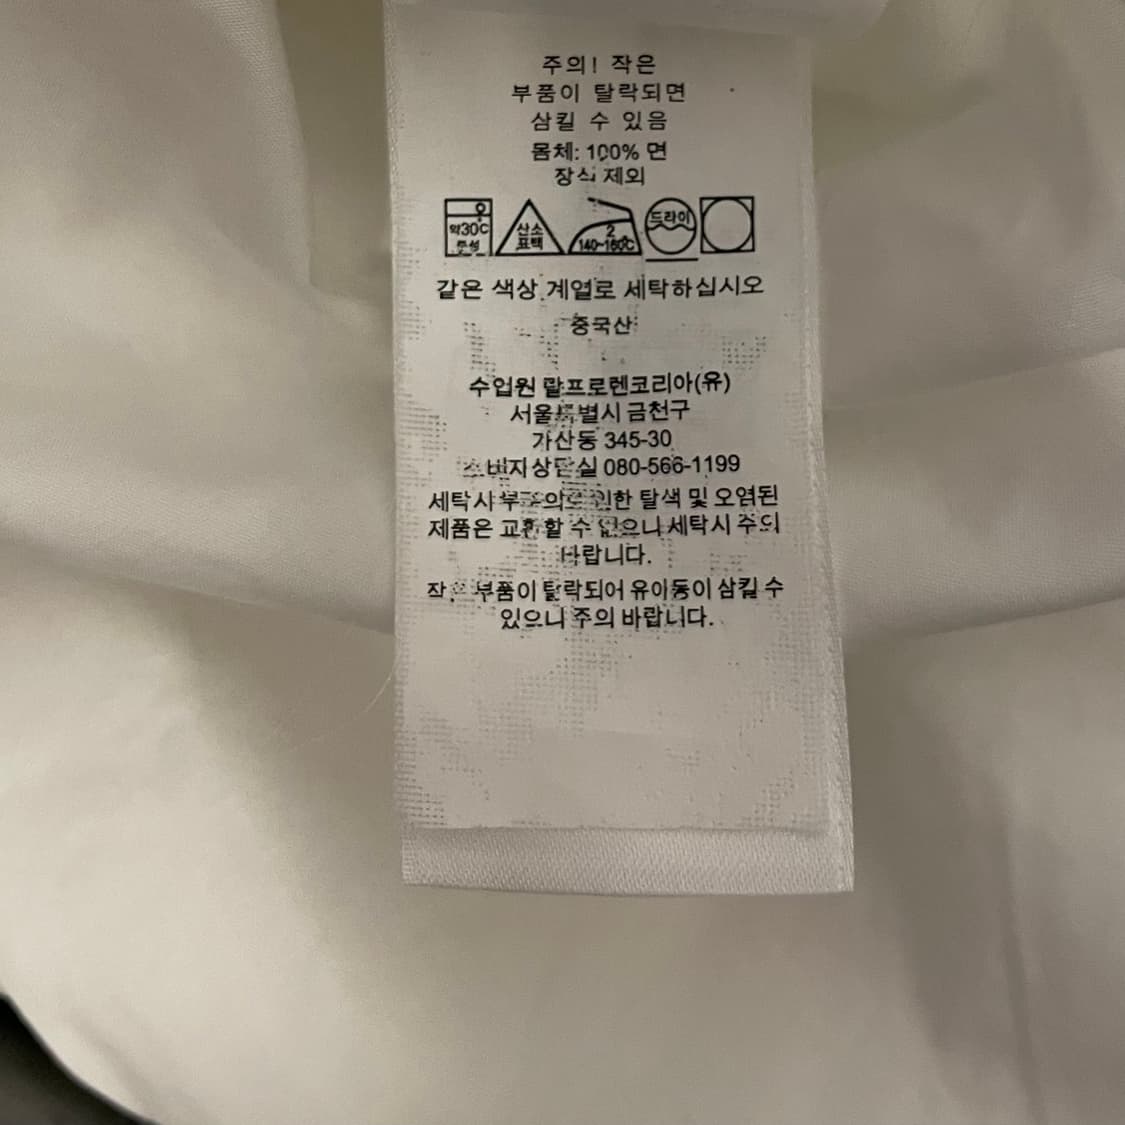 주의! 작은
부품이 탈락되면
삼킬 수 있음
몸체: 100% 면
장식 제외
약30℃ 중성
산소 표백
2 140~160℃
드라이
같은 색상 계열로 세탁하십시오
중국산
수입원 랄프로렌코리아(유)
서울특별시 금천구
가산동 345-30
소비자상담실 080-566-1199
세탁시 부주의로 인한 탈색 및 오염된
제품은 교환할 수 없으니 세탁시 주의
바랍니다.
작은 부품이 탈락되어 유아동이 삼킬 수
있으니 주의 바랍니다.